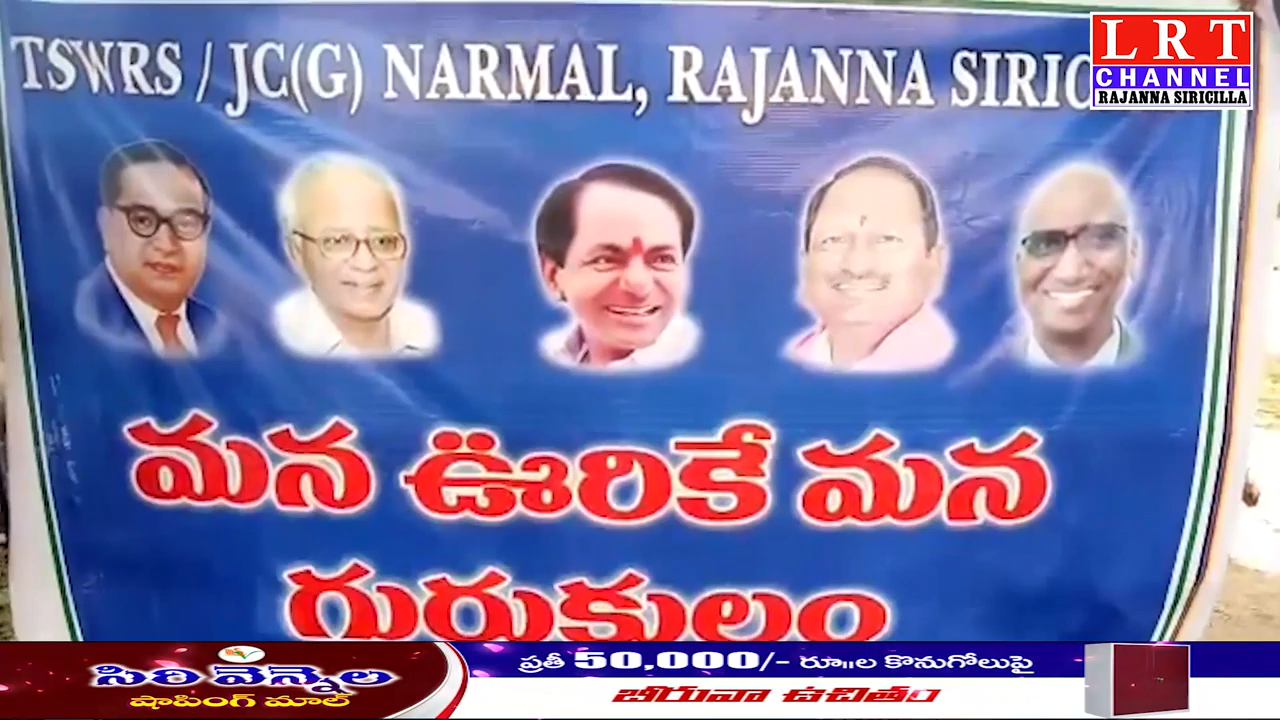 TSWRS / JC(G) NARMAL, RAJANNA SIRIC
LRT
CHANNEL
RAJANNA SIRICILLA
మన ఊరికే మన
గురుకులం
సిరి వెన్నెల
షాపింగ్ మాల్
ప్రతీ 50,000/- రూ॥ల కొనుగోలుపై
బీరువా ఉచితం